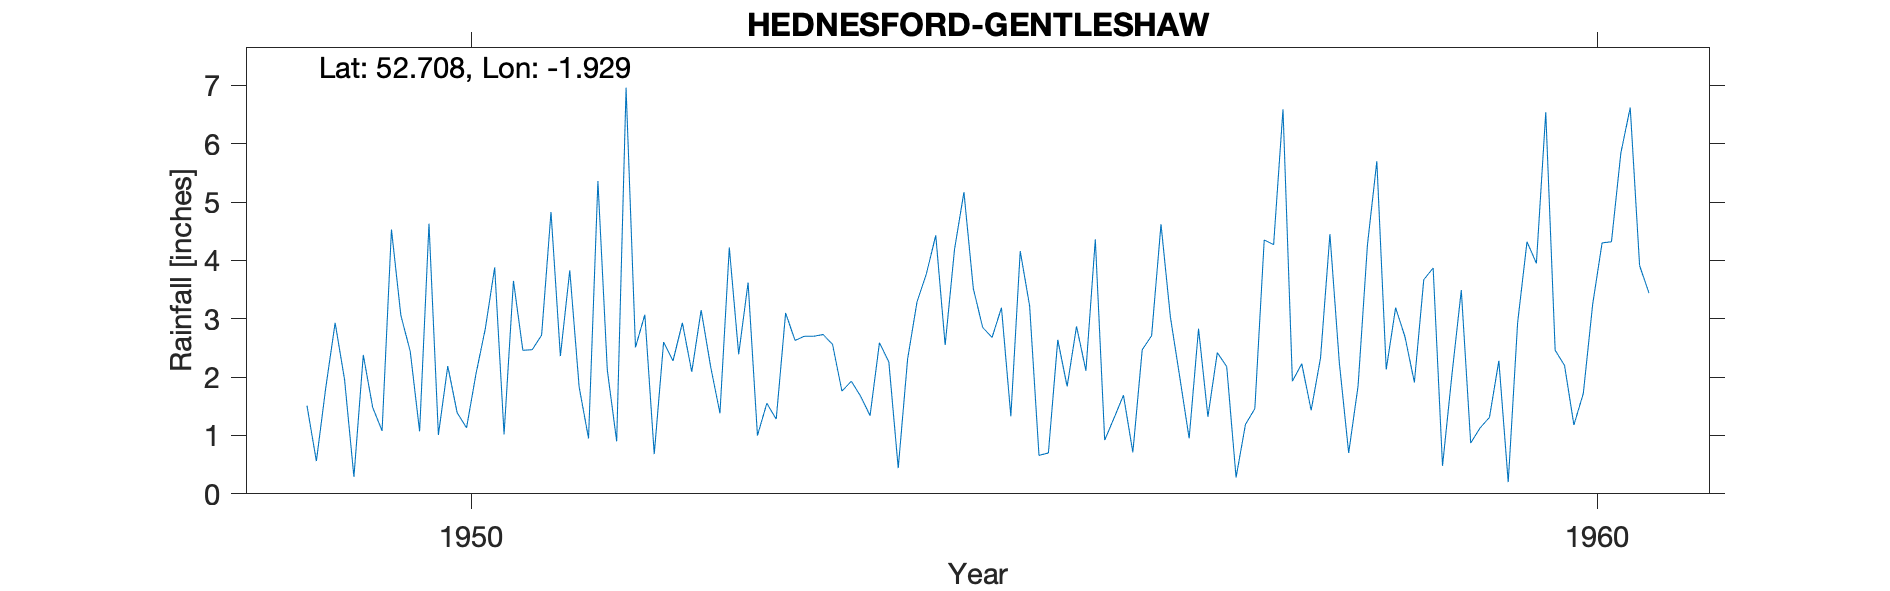 HEDNESFORD-GENTLESHAW
Lat: 52.708, Lon: -1.929
7
6
5
4
3
2
1
0
Rainfall [inches]
1950
1960
Year